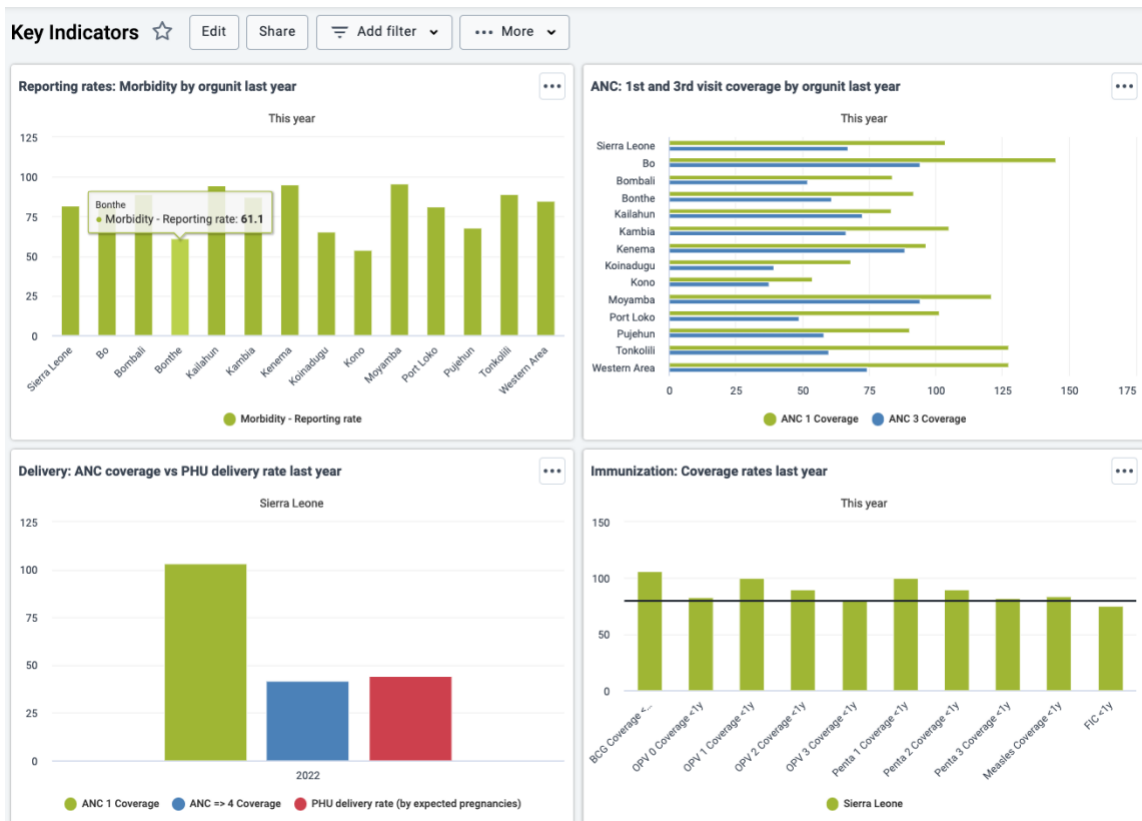 Key Indicators
Edit
Share
Add filter
More
Reporting rates: Morbidity by orgunit last year
This year
125
100
75
50
25
0
Bonthe
Morbidity - Reporting rate: 61.1
Sierra Leone
Bo
Bombali
Bonthe
Kailahun
Kambia
Kenema
Koinadugu
Kono
Moyamba
Port Loko
Pujehun
Tonkolili
Western Area
Morbidity - Reporting rate
ANC: 1st and 3rd visit coverage by orgunit last year
This year
Sierra Leone
Bo
Bombali
Bonthe
Kailahun
Kambia
Kenema
Koinadugu
Kono
Moyamba
Port Loko
Pujehun
Tonkolili
Western Area
0 25 50 75 100 125 150 175
ANC 1 Coverage ANC 3 Coverage
Delivery: ANC coverage vs PHU delivery rate last year
Sierra Leone
125
100
75
50
25
0
2022
ANC 1 Coverage ANC => 4 Coverage PHU delivery rate (by expected pregnancies)
Immunization: Coverage rates last year
This year
150
100
50
0
BCG Coverage <...
OPV 0 Coverage <1y
OPV 1 Coverage <1y
OPV 2 Coverage <1y
OPV 3 Coverage <1y
Penta 1 Coverage <1y
Penta 2 Coverage <1y
Penta 3 Coverage <1y
Measles Coverage <1y
FIC <1y
Sierra Leone